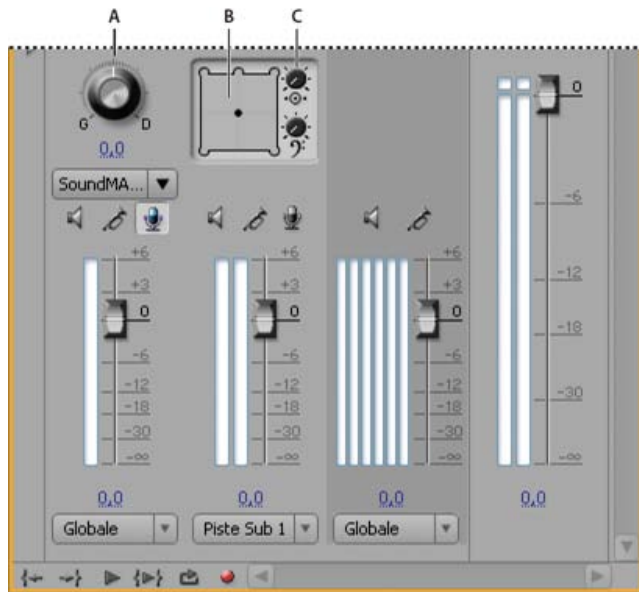 A B C
G D
0,0
SoundMA...
+6 +6 +6
+3 +3 +3
0 0 0 0
-6 -6 -6 -6
-12 -12 -12 -12
-18 -18 -18 -18
-30 -30 -30 -30
-∞ -∞ -∞ -∞
0,0 0,0 0,0 0,0
Globale Piste Sub 1 Globale